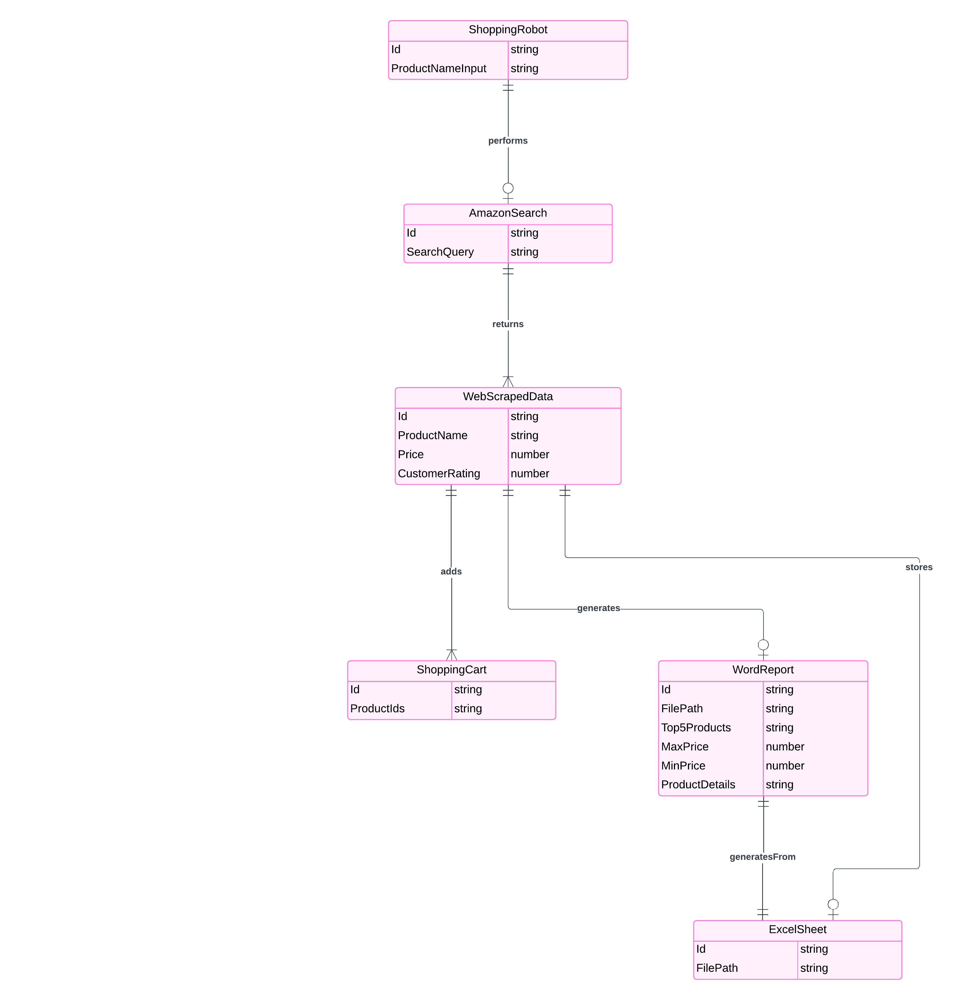 ShoppingRobot
Id string
ProductNameInput string
performs
AmazonSearch
Id string
SearchQuery string
returns
WebScrapedData
Id string
ProductName string
Price number
CustomerRating number
stores
adds
generates
ShoppingCart
Id string
ProductIds string
WordReport
Id string
FilePath string
Top5Products string
MaxPrice number
MinPrice number
ProductDetails string
generatesFrom
ExcelSheet
Id string
FilePath string